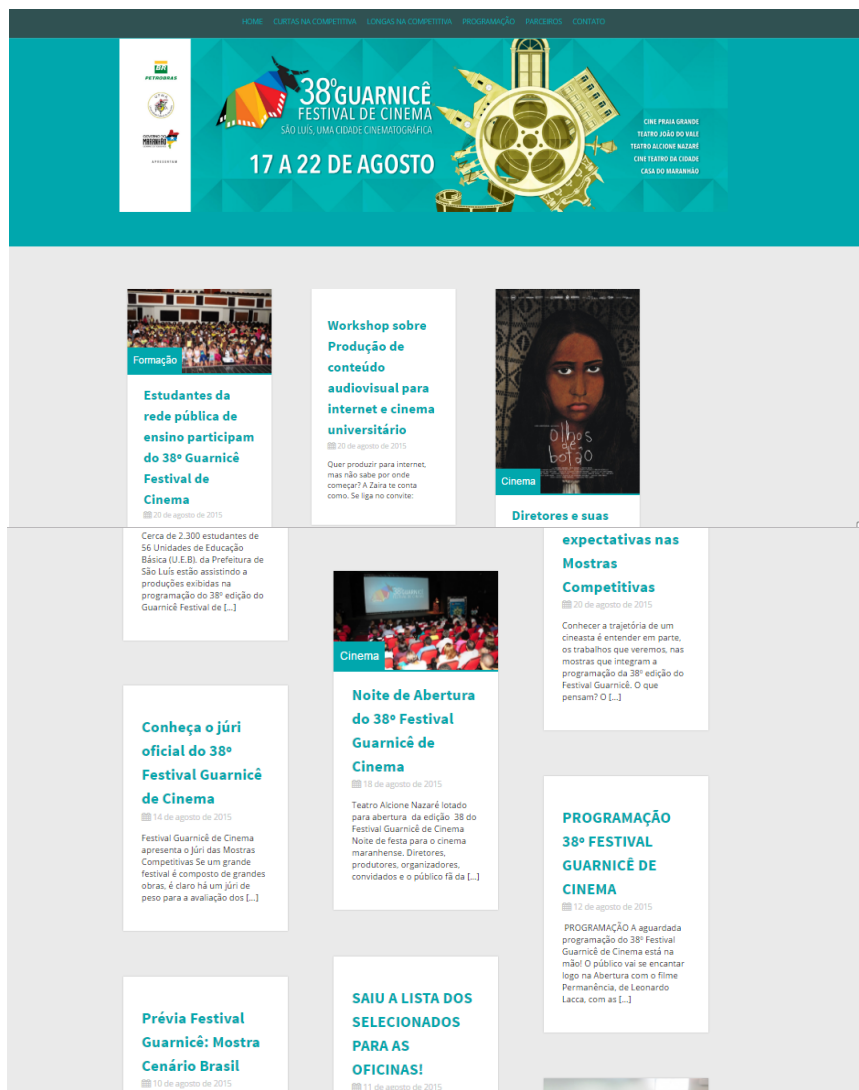 HOME CURTAS NA COMPETITIVA LONGAS NA COMPETITIVA PROGRAMAÇÃO PARCEIROS CONTATO
BR
PETROBRAS
GOVERNO DO
MARANHÃO
APRESENTAM
38º GUARNICÊ
FESTIVAL DE CINEMA
SÃO LUÍS, UMA CIDADE CINEMATOGRÁFICA
17 A 22 DE AGOSTO
CINE PRAIA GRANDE
TEATRO JOÃO DO VALE
TEATRO ALCIONE NAZARÉ
CINE TEATRO DA CIDADE
CASA DO MARANHÃO
Formação
Estudantes da
rede pública de
ensino participam
do 38º Guarnicê
Festival de
Cinema
20 de agosto de 2015
Cerca de 2.300 estudantes de
56 Unidades de Educação
Básica (U.E.B). da Prefeitura de
São Luís estão assistindo a
produções exibidas na
programação do 38º edição do
Guarnicê Festival de [...]
Workshop sobre
Produção de
conteúdo
audiovisual para
internet e cinema
universitário
20 de agosto de 2015
Quer produzir para internet,
mas não sabe por onde
começar? A Zaira te conta
como. Se liga no convite:
olhos
de
botão
Cinema
Diretores e suas
expectativas nas
Mostras
Competitivas
20 de agosto de 2015
Conhecer a trajetória de um
cineasta é entender em parte,
os trabalhos que veremos, nas
mostras que integram a
programação da 38ª edição do
Festival Guarnicê. O que
pensam? O [...]
Cinema
Noite de Abertura
do 38º Festival
Guarnicê de
Cinema
18 de agosto de 2015
Teatro Alcione Nazaré lotado
para abertura da edição 38 do
Festival Guarnicê de Cinema
Noite de festa para o cinema
maranhense. Diretores,
produtores, organizadores,
convidados e o público fã da [...]
Conheça o júri
oficial do 38º
Festival Guarnicê
de Cinema
14 de agosto de 2015
Festival Guarnicê de Cinema
apresenta o Júri das Mostras
Competitivas Se um grande
festival é composto de grandes
obras, é claro há um júri de
peso para a avaliação dos [...]
PROGRAMAÇÃO
38º FESTIVAL
GUARNICÊ DE
CINEMA
12 de agosto de 2015
PROGRAMAÇÃO A aguardada
programação do 38º Festival
Guarnicê de Cinema está na
mão! O público vai se encantar
logo na Abertura com o filme
Permanência, de Leonardo
Lacca, com as [...]
Prévia Festival
Guarnicê: Mostra
Cenário Brasil
10 de agosto de 2015
SAIU A LISTA DOS
SELECIONADOS
PARA AS
OFICINAS!
11 de agosto de 2015